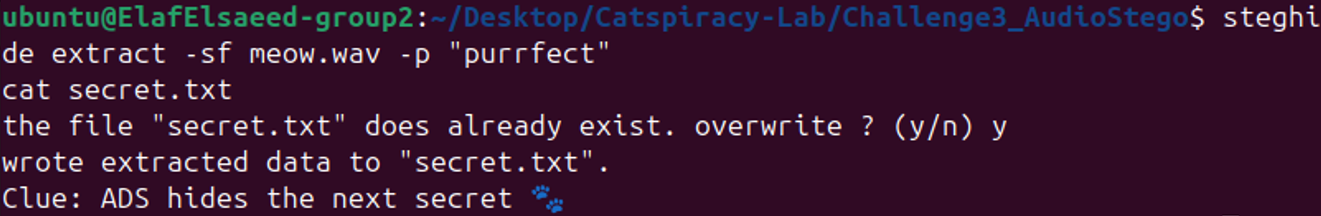 ubuntu@ElafElsaeed-group2:~/Desktop/Catspiracy-Lab/Challenge3_AudioStego$ steghi
de extract -sf meow.wav -p "purrfect"
cat secret.txt
the file "secret.txt" does already exist. overwrite ? (y/n) y
wrote extracted data to "secret.txt".
Clue: ADS hides the next secret 🐾